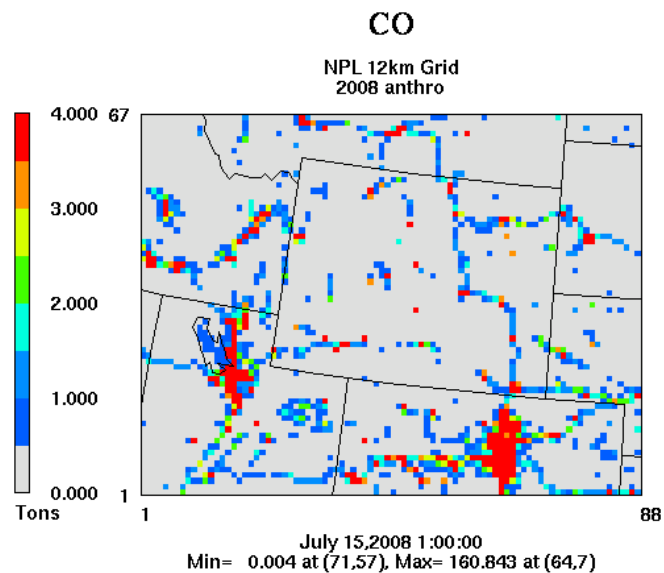 CO
NPL 12km Grid
2008 anthro
4.000
3.000
2.000
1.000
0.000
Tons
67
1
1
88
July 15,2008 1:00:00
Min= 0.004 at (71,57), Max= 160.843 at (64,7)